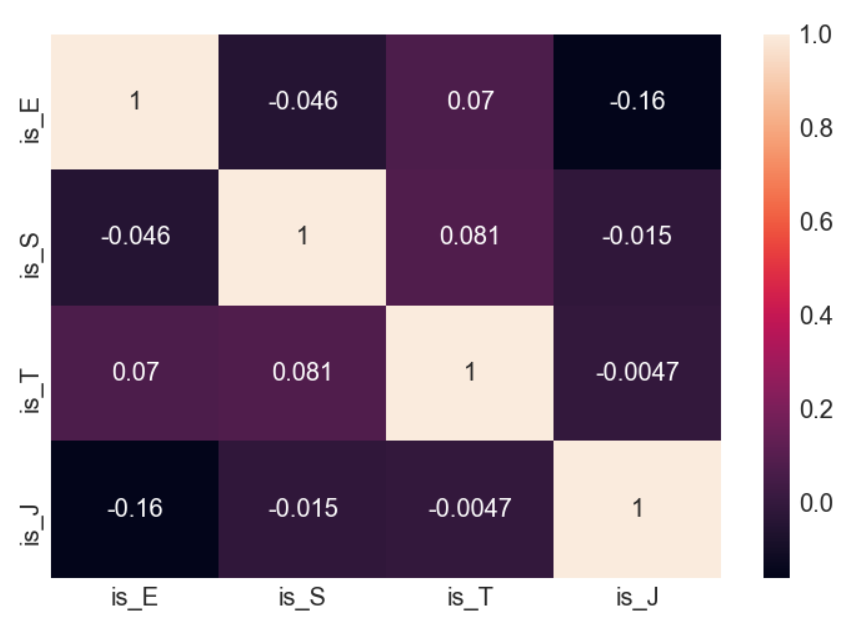 1.0
is_E 1 -0.046 0.07 -0.16
0.8
is_S -0.046 1 0.081 -0.015
0.6
0.4
is_T 0.07 0.081 1 -0.0047
0.2
is_J -0.16 -0.015 -0.0047 1
0.0
is_E is_S is_T is_J